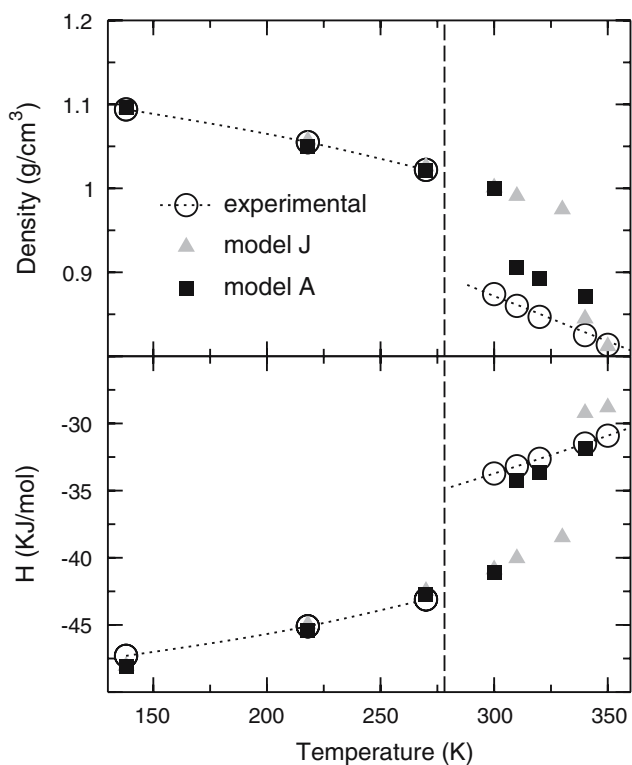 1.2
1.1
1
0.9
Density (g/cm³)
experimental
model J
model A
-30
-35
-40
-45
H (KJ/mol)
150 200 250 300 350
Temperature (K)